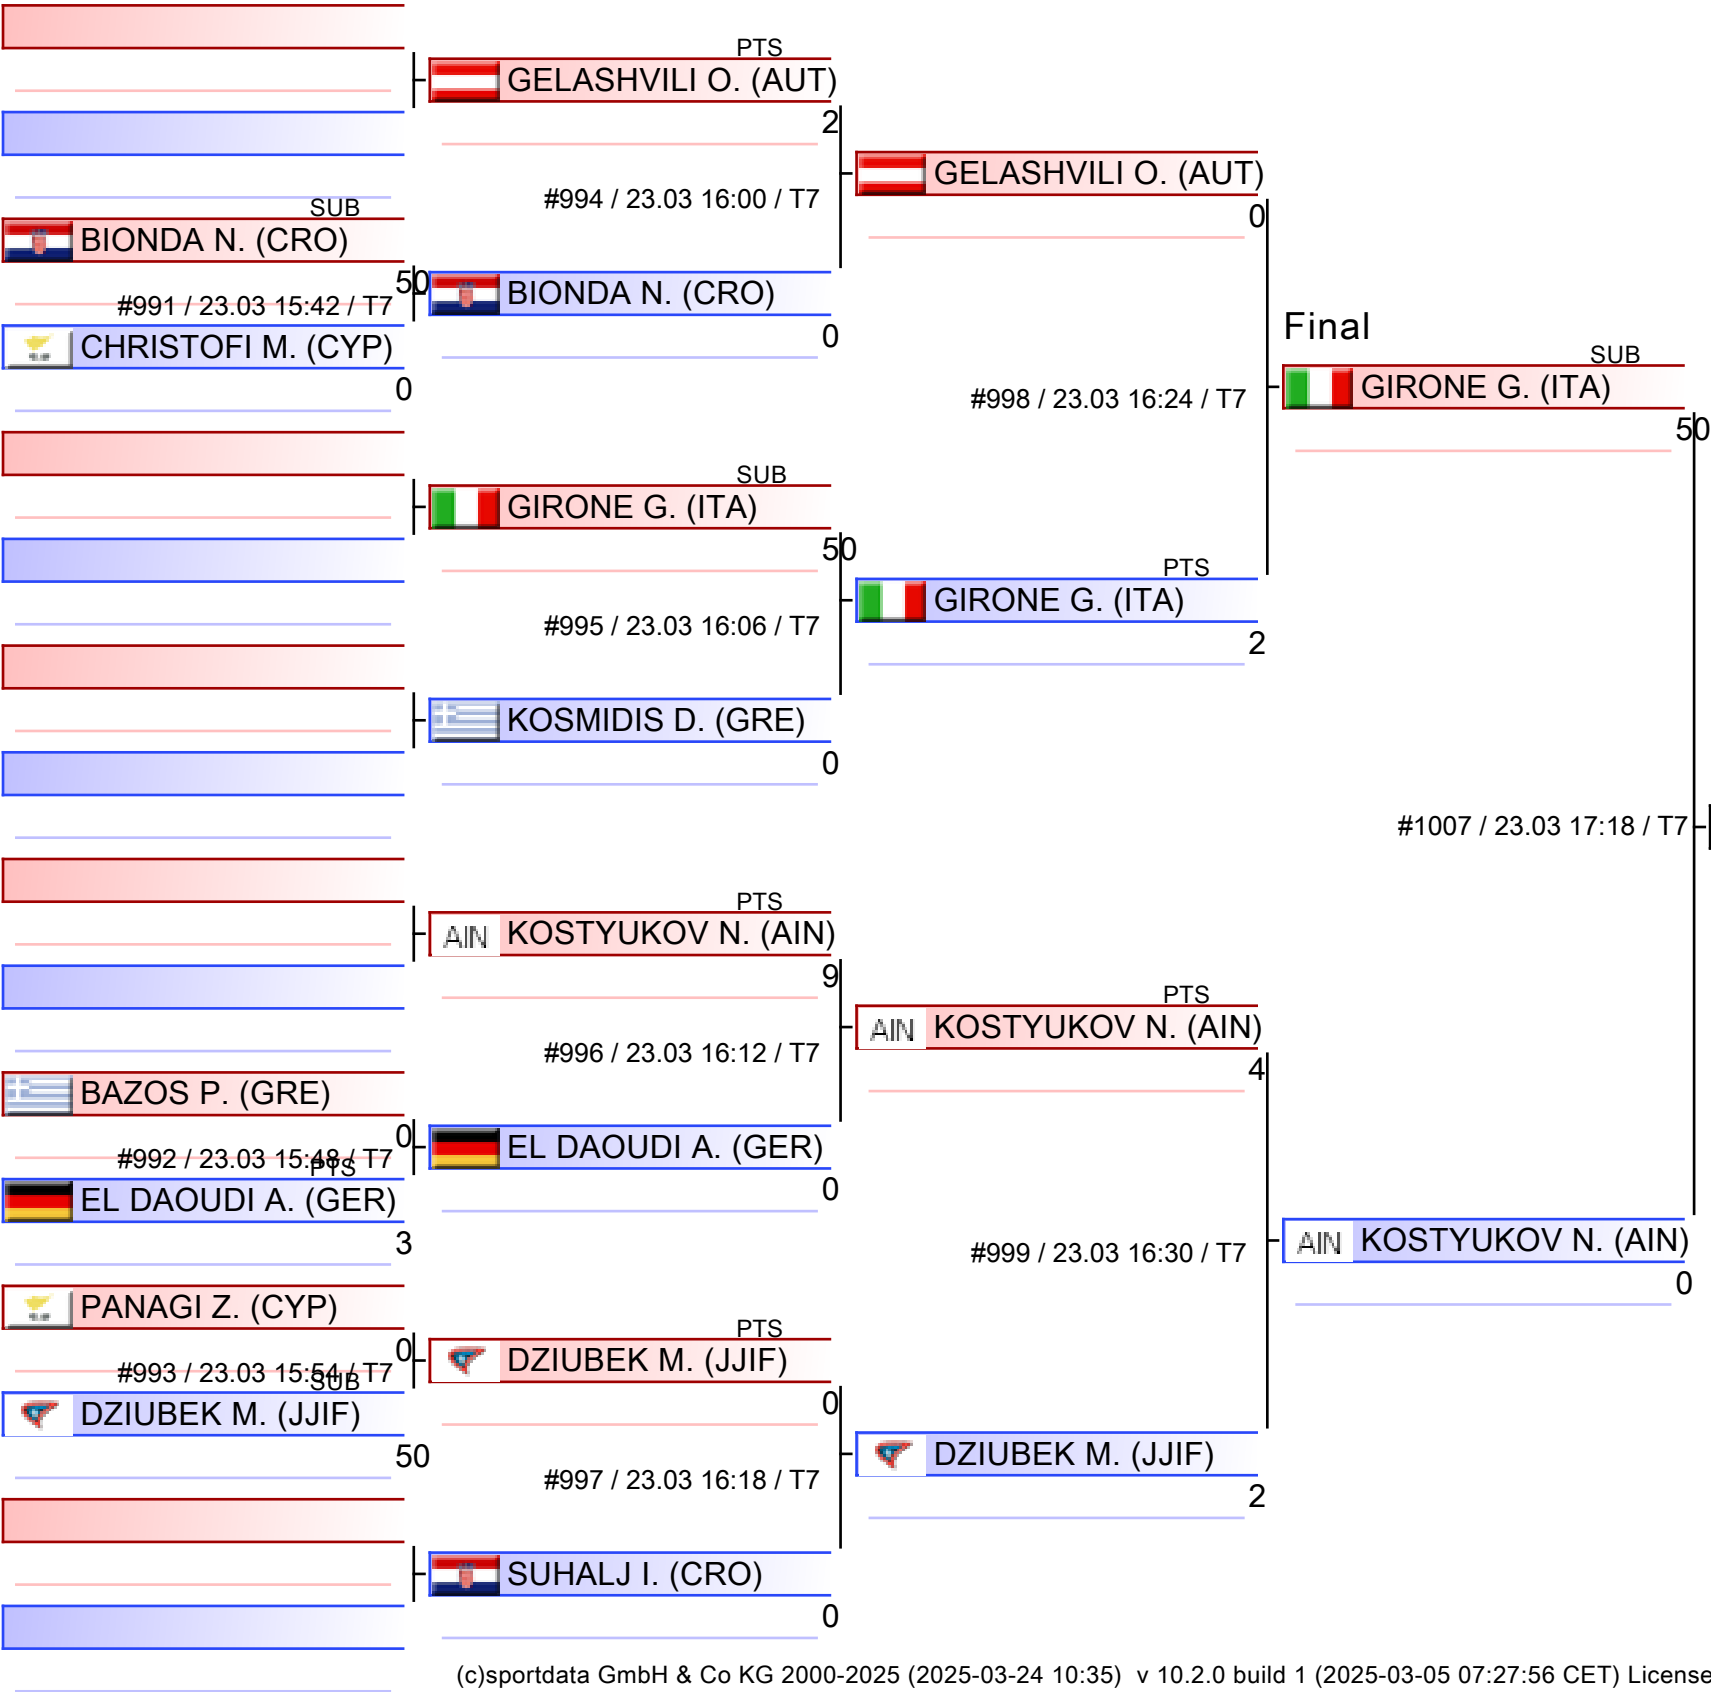 PTS
GELASHVILI O. (AUT)
2
#994 / 23.03 16:00 / T7
GELASHVILI O. (AUT)
0
SUB
BIONDA N. (CRO)
50
#991 / 23.03 15:42 / T7
BIONDA N. (CRO)
0
CHRISTOFI M. (CYP)
0
Final
SUB
GIRONE G. (ITA)
50
#998 / 23.03 16:24 / T7
SUB
GIRONE G. (ITA)
50
PTS
GIRONE G. (ITA)
2
#995 / 23.03 16:06 / T7
KOSMIDIS D. (GRE)
0
#1007 / 23.03 17:18 / T7
PTS
AIN KOSTYUKOV N. (AIN)
9
PTS
AIN KOSTYUKOV N. (AIN)
4
#996 / 23.03 16:12 / T7
BAZOS P. (GRE)
0
#992 / 23.03 15:48 / T7
PTS
EL DAOUDI A. (GER)
0
EL DAOUDI A. (GER)
3
#999 / 23.03 16:30 / T7
AIN KOSTYUKOV N. (AIN)
0
PANAGI Z. (CYP)
0
#993 / 23.03 15:54 / T7
SUB
PTS
DZIUBEK M. (JJIF)
0
DZIUBEK M. (JJIF)
50
DZIUBEK M. (JJIF)
2
#997 / 23.03 16:18 / T7
SUHALJ I. (CRO)
0
(c)sportdata GmbH & Co KG 2000-2025 (2025-03-24 10:35) v 10.2.0 build 1 (2025-03-05 07:27:56 CET) License